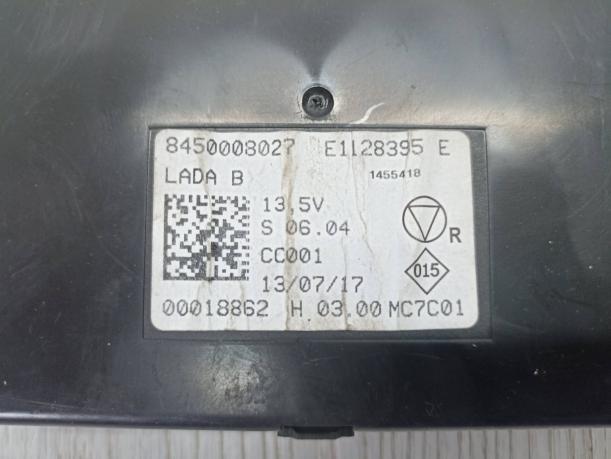 8450008027 E1128395 E
LADA B 1455418
13,5V
S 06.04
R
CC001
015
13/07/17
00018862 H 03.00 MC7C01